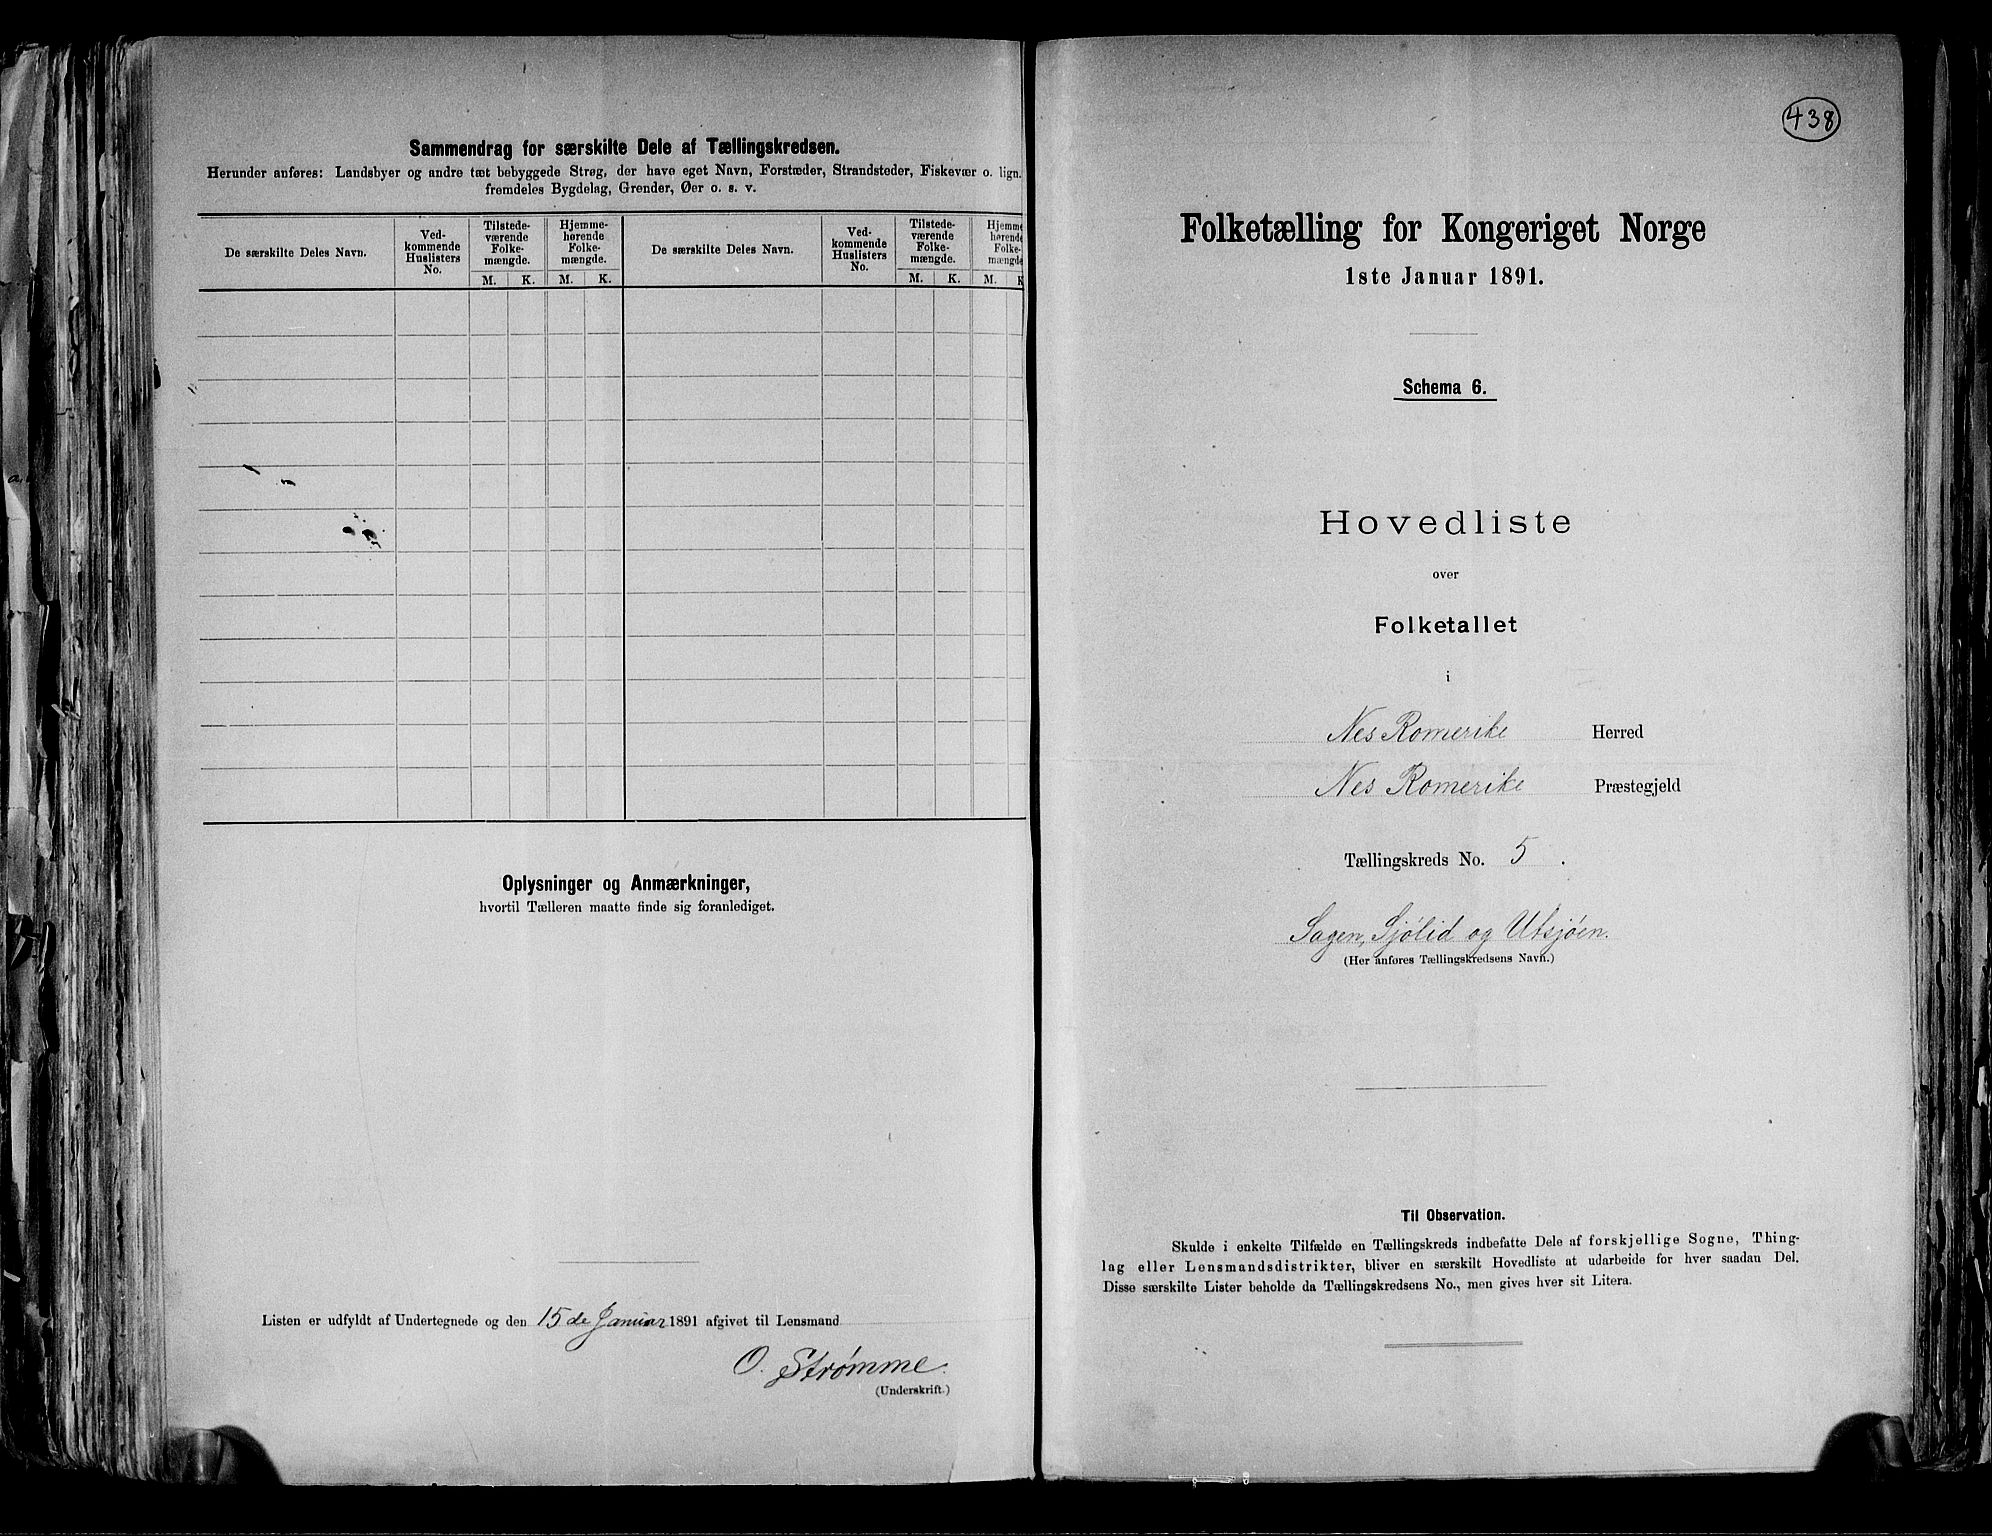 Sammendrag for særskilte Dele af Tællingskredsen.
Herunder anføres: Landsbyer og andre tæt bebyggede Strøg, der have eget Navn, Forstæder, Strandsteder, Fiskevær o. lign.
fremdeles Bygdelag, Grender, Øer o. s. v.
De særskilte Deles Navn.
Ved-
kommende
Huslisters
No.
Tilstede-
værende
Folke-
mængde.
Hjemme-
hørende
Folke-
mængde.
De særskilte Deles Navn.
Ved-
kommende
Huslisters
No.
Tilstede-
værende
Folke-
mængde.
Hjemme
hørende
Folke-
mængde
M. K. M. K. M. K. M. K
Oplysninger og Anmærkninger,
hvortil Tælleren maatte finde sig foranlediget.
Listen er udfyldt af Undertegnede og den 15de Januar 1891 afgivet til Lensmand
O. Strømme.
(Underskrift.)
438
Folketælling for Kongeriget Norge
1ste Januar 1891.
Schema 6.
Hovedliste
over
Folketallet
i
Nes Romerike Herred
Nes Romerike Præstegjeld
Tællingskreds No. 5.
Sagen, Sjølid og Utsjøen.
(Her anføres Tællingskredsens Navn.)
Til Observation.
Skulde i enkelte Tilfælde en Tællingskreds indbefatte Dele af forskjellige Sogne, Thing-
lag eller Lensmandsdistrikter, bliver en særskilt Hovedliste at udarbeide for hver saadan Del.
Disse særskilte Lister beholde da Tællingskredsens No., men gives hver sit Litera.